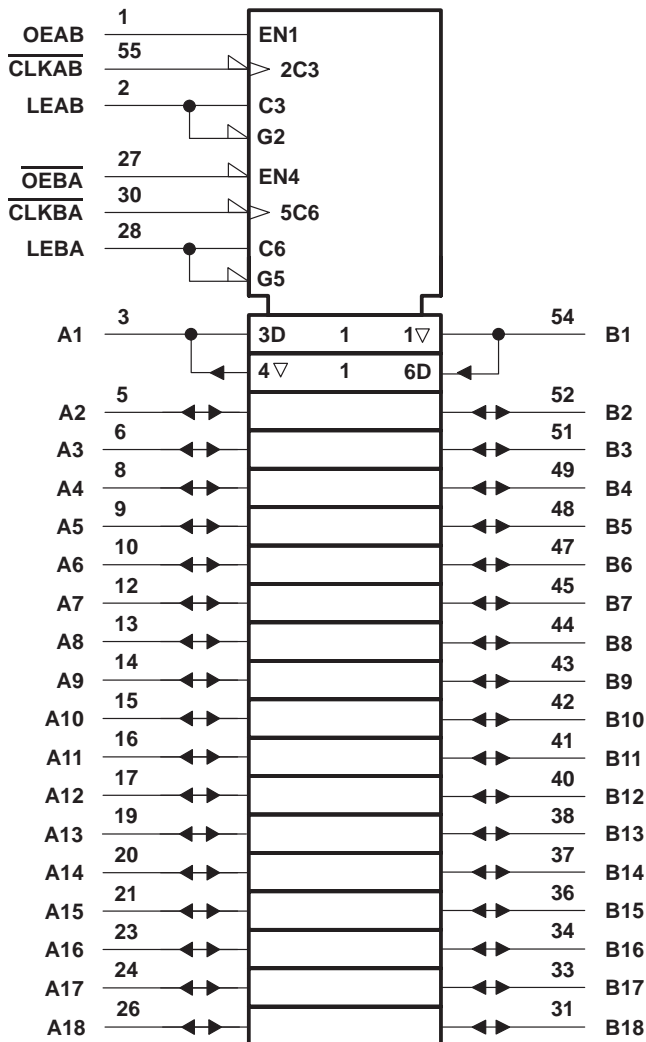 OEAB 1 EN1
CLKAB 55 2C3
LEAB 2 C3
G2
OEBA 27 EN4
CLKBA 30 5C6
LEBA 28 C6
G5
A1 3 3D 1 1▽ 54 B1
4▽ 1 6D
A2 5 52 B2
A3 6 51 B3
A4 8 49 B4
A5 9 48 B5
A6 10 47 B6
A7 12 45 B7
A8 13 44 B8
A9 14 43 B9
A10 15 42 B10
A11 16 41 B11
A12 17 40 B12
A13 19 38 B13
A14 20 37 B14
A15 21 36 B15
A16 23 34 B16
A17 24 33 B17
A18 26 31 B18